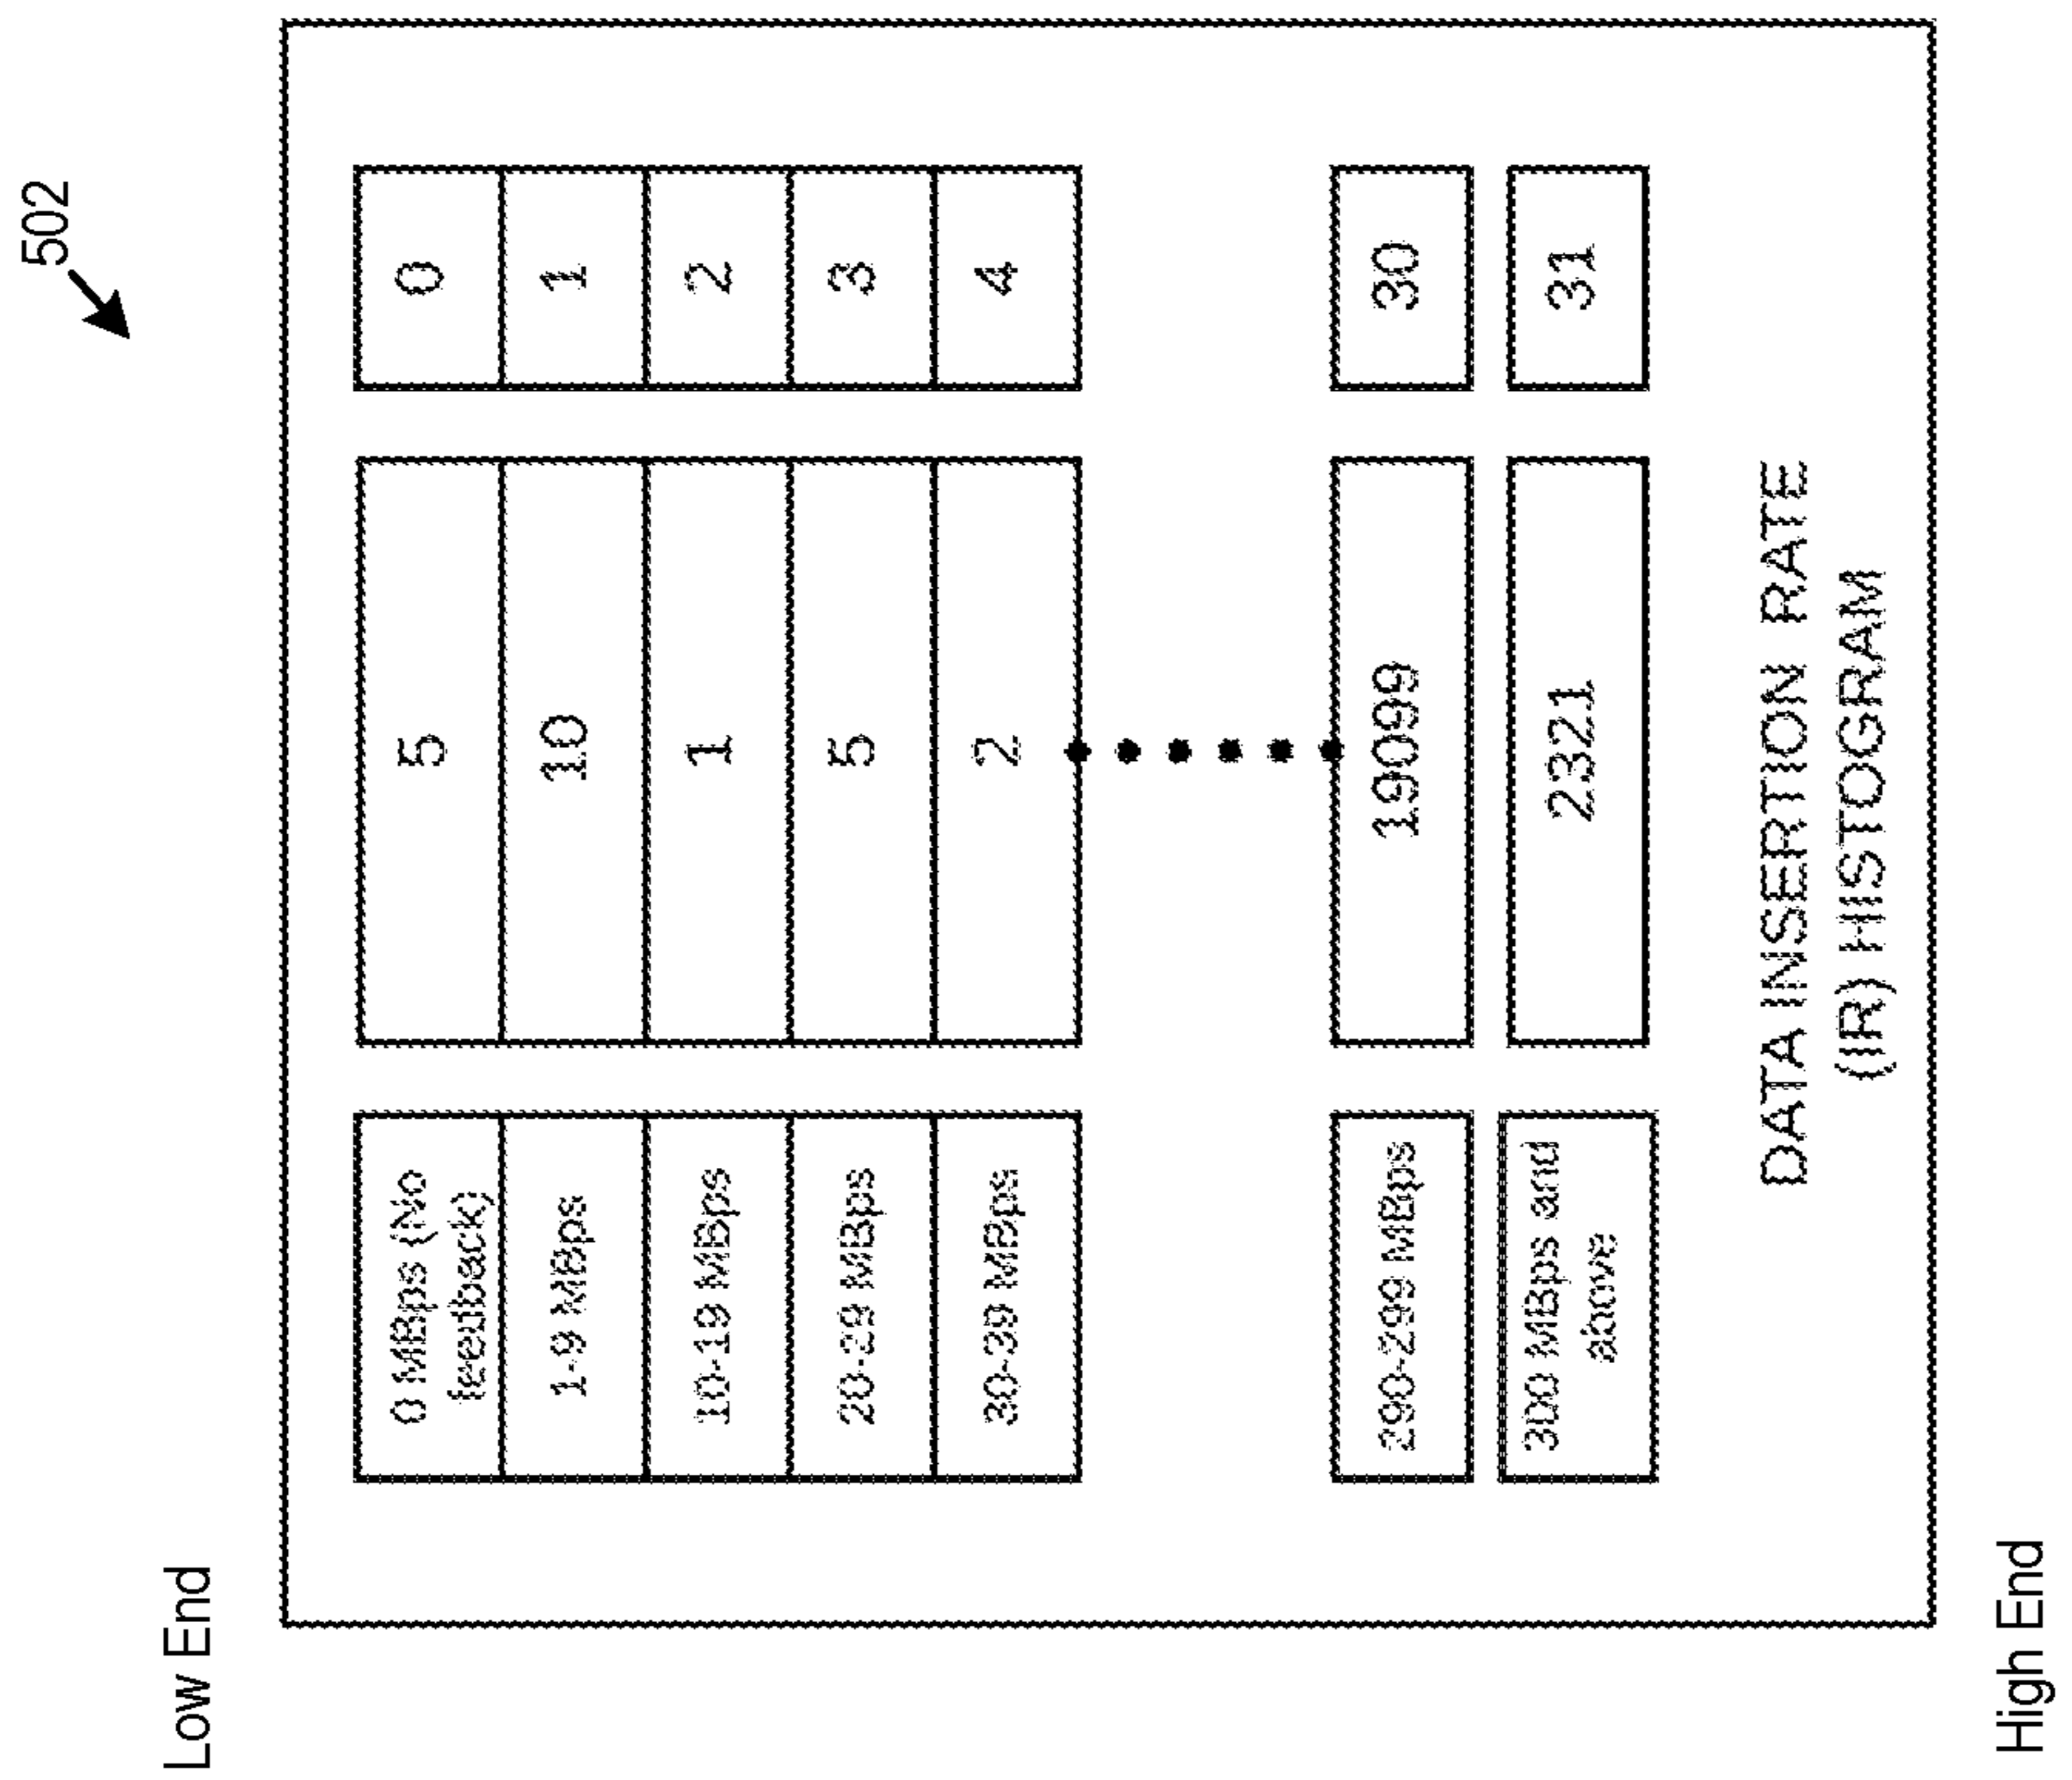 502
Low End
0 MBps (No
feedback)
5
0
1-9 MBps
10
1
10-19 MBps
1
2
20-29 MBps
5
3
30-39 MBps
2
4
290-299 MBps
19099
30
300 MBps and
above
2321
31
DATA INSERTION RATE
(IR) HISTOGRAM
High End